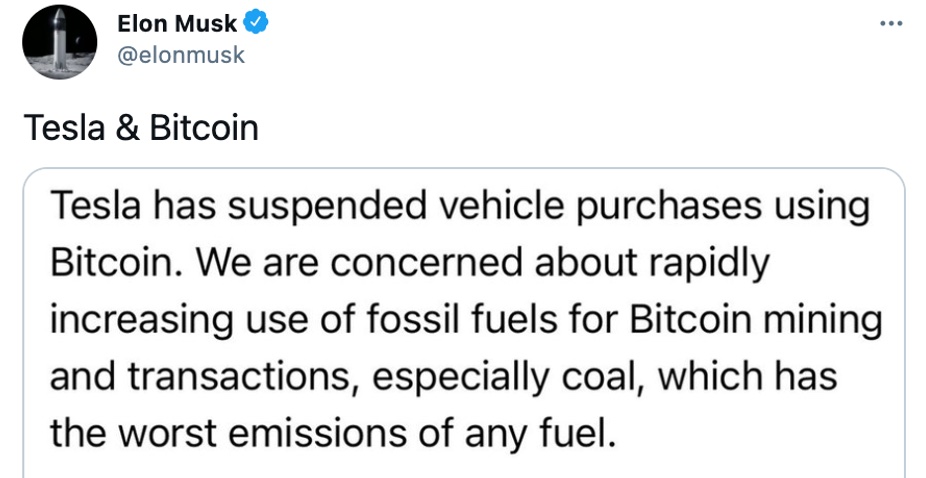 Elon Musk
@elonmusk
Tesla & Bitcoin
Tesla has suspended vehicle purchases using
Bitcoin. We are concerned about rapidly
increasing use of fossil fuels for Bitcoin mining
and transactions, especially coal, which has
the worst emissions of any fuel.